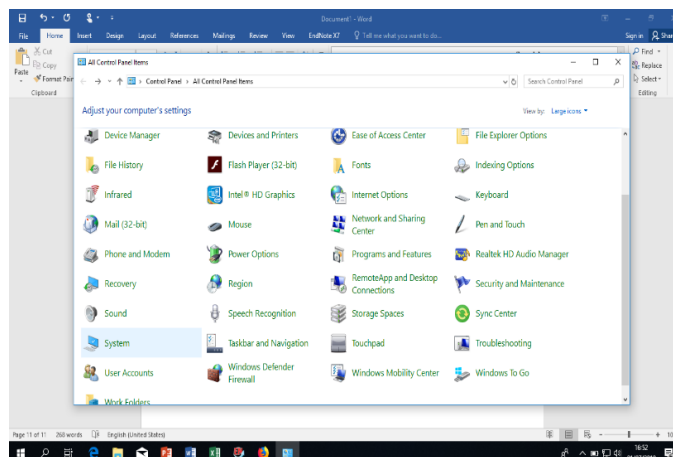 Document1 - Word
File Home Insert Design Layout References Mailings Review View EndNote X7 Tell me what you want to do... Sign in Shar
Cut
Copy
Format Pain
Paste
Clipboard
Find
Replace
Select
Editing
All Control Panel Items
Control Panel > All Control Panel Items
Search Control Panel
Adjust your computer's settings
View by: Large icons
Device Manager Devices and Printers Ease of Access Center File Explorer Options
File History Flash Player (32-bit) Fonts Indexing Options
Infrared Intel® HD Graphics Internet Options Keyboard
Mail (32-bit) Mouse Network and Sharing Center Pen and Touch
Phone and Modem Power Options Programs and Features Realtek HD Audio Manager
Recovery Region RemoteApp and Desktop Connections Security and Maintenance
Sound Speech Recognition Storage Spaces Sync Center
System Taskbar and Navigation Touchpad Troubleshooting
User Accounts Windows Defender Firewall Windows Mobility Center Windows To Go
Work Folders
Page 11 of 11 268 words English (United States)
16:52